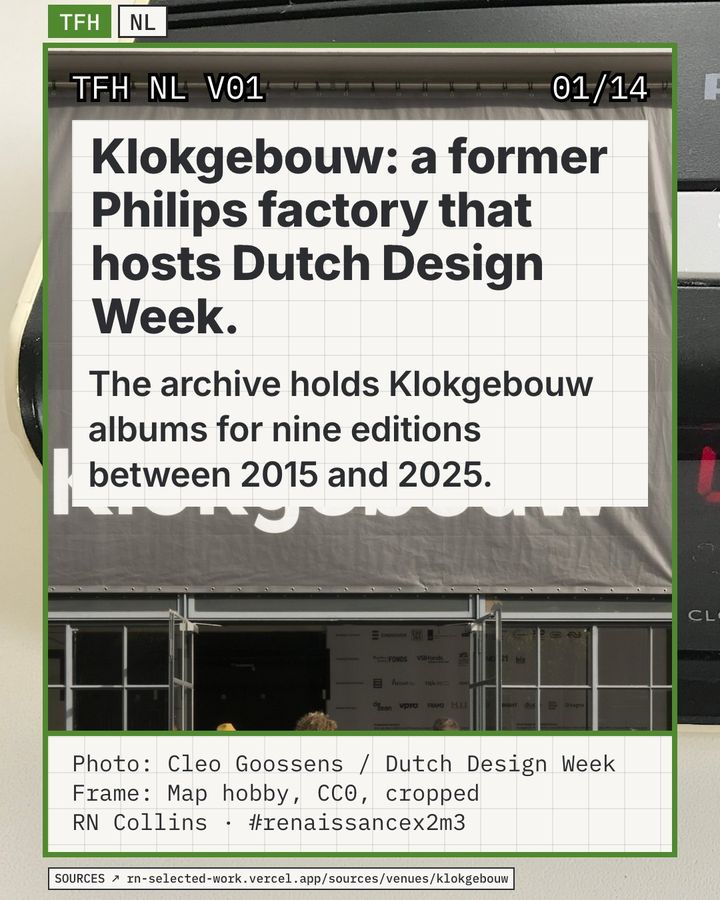 TFH NL
TFH NL V01 01/14
Klokgebouw: a former
Philips factory that
hosts Dutch Design
Week.
The archive holds Klokgebouw
albums for nine editions
between 2015 and 2025.
FONDS
vpro
Photo: Cleo Goossens / Dutch Design Week
Frame: Map hobby, CC0, cropped
RN Collins · #renaissancex2m3
SOURCES ↗ rn-selected-work.vercel.app/sources/venues/klokgebouw